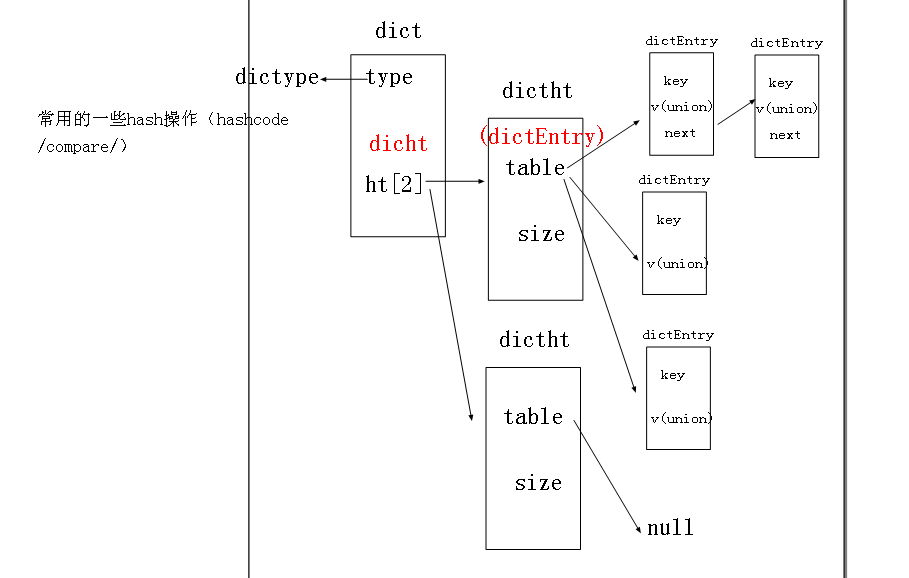 dict
dictype
type
常用的一些hash操作（hashcode
/compare/）
dicht
ht[2]
dictht
(dictEntry)
table
size
dictEntry
key
v(union)
next
dictEntry
key
v(union)
next
dictEntry
key
v(union)
dictEntry
key
v(union)
dictht
table
size
null